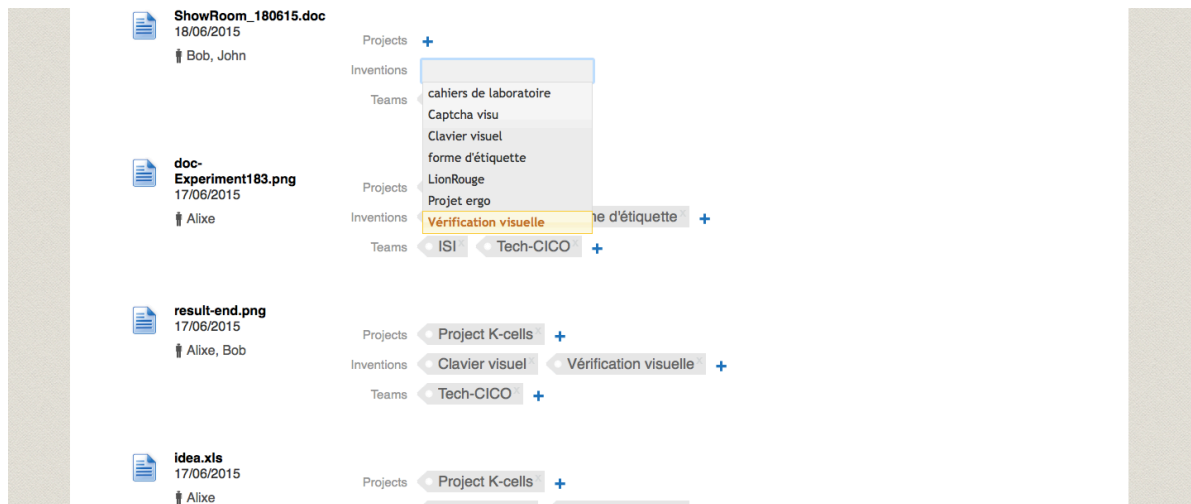 ShowRoom_180615.doc
18/06/2015
Bob, John
Projects +
Inventions
Teams
cahiers de laboratoire
Captcha visu
Clavier visuel
forme d'étiquette
LionRouge
Projet ergo
Vérification visuelle
doc-
Experiment183.png
17/06/2015
Alixe
Projects
Inventions d'étiquette x +
Teams ISI x Tech-CICO x +
result-end.png
17/06/2015
Alixe, Bob
Projects Project K-cells x +
Inventions Clavier visuel x Vérification visuelle x +
Teams Tech-CICO x +
idea.xls
17/06/2015
Alixe
Projects Project K-cells x +